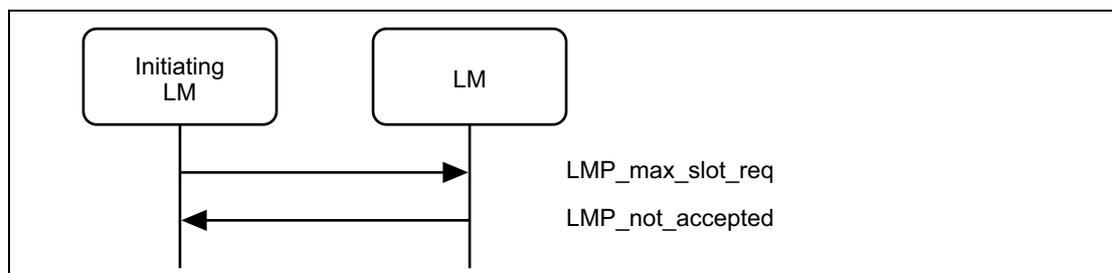 Initiating
LM
LM
LMP_max_slot_req
LMP_not_accepted